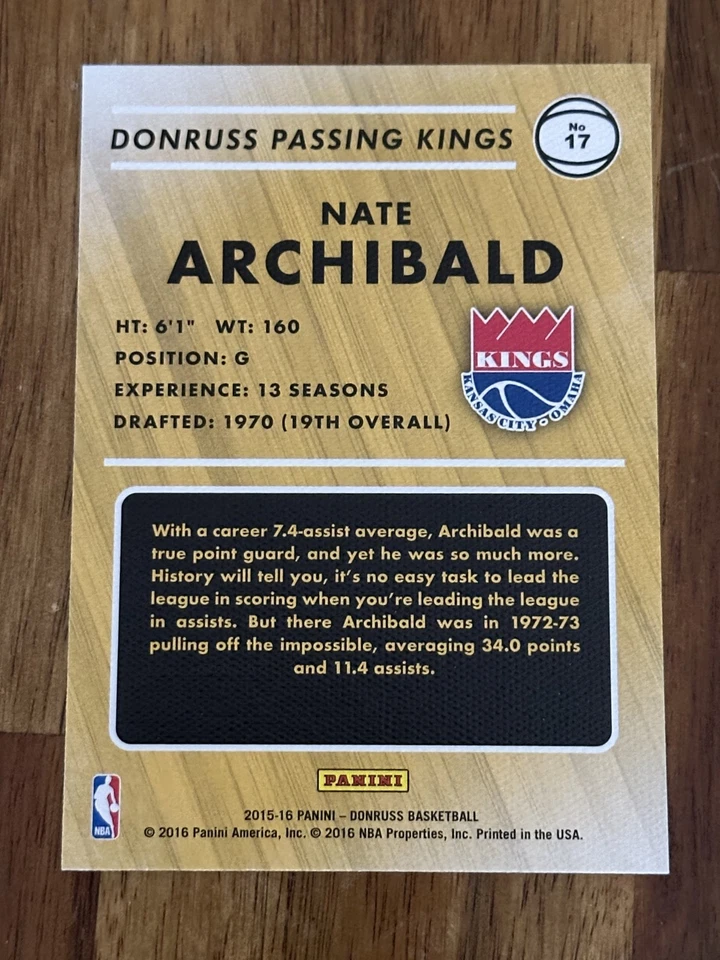 DONRUSS PASSING KINGS
No
17
NATE
ARCHIBALD
HT: 6'1" WT: 160
POSITION: G
EXPERIENCE: 13 SEASONS
DRAFTED: 1970 (19TH OVERALL)
KINGS
KANSAS CITY • OMAHA
With a career 7.4-assist average, Archibald was a
true point guard, and yet he was so much more.
History will tell you, it's no easy task to lead the
league in scoring when you're leading the league
in assists. But there Archibald was in 1972-73
pulling off the impossible, averaging 34.0 points
and 11.4 assists.
PANINI
NBA
2015-16 PANINI – DONRUSS BASKETBALL
© 2016 Panini America, Inc. © 2016 NBA Properties, Inc. Printed in the USA.